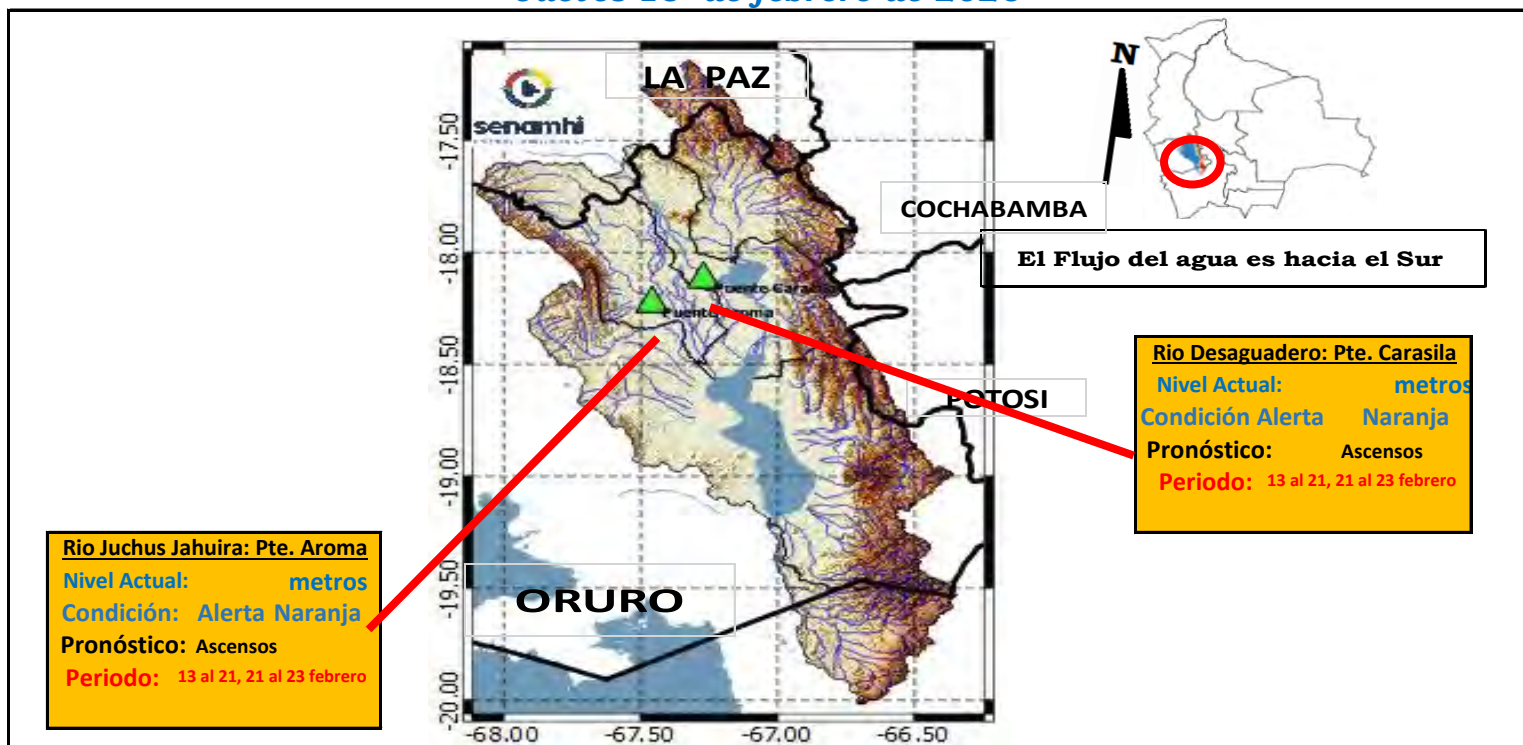 LA PAZ
senamhi
N
COCHABAMBA
El Flujo del agua es hacia el Sur
Puente Aroma
POTOSI
Rio Desaguadero: Pte. Carasila
Nivel Actual: metros
Condición Alerta Naranja
Pronóstico: Ascensos
Periodo: 13 al 21, 21 al 23 febrero
Rio Juchus Jahuira: Pte. Aroma
Nivel Actual: metros
Condición: Alerta Naranja
Pronóstico: Ascensos
Periodo: 13 al 21, 21 al 23 febrero
ORURO
-17.50
-18.00
-18.50
-19.00
-19.50
-20.00
-68.00 -67.50 -67.00 -66.50